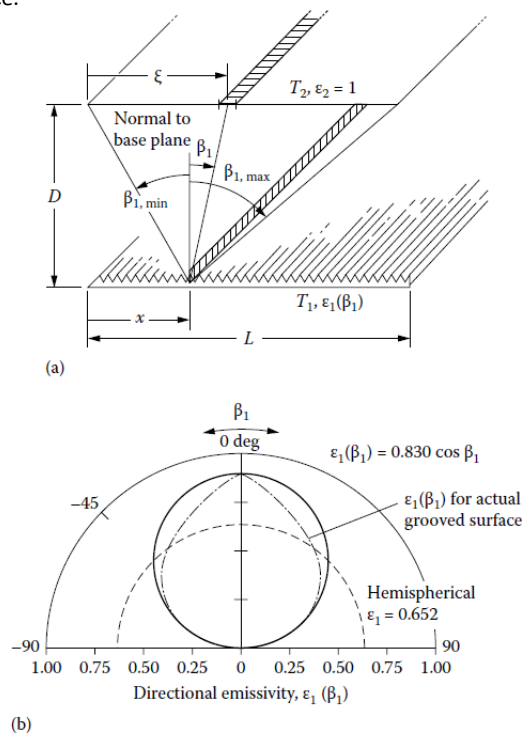 ξ
T₂, ε₂ = 1
Normal to
base plane
β₁
β₁, max
β₁, min
D
T₁, ε₁(β₁)
x
L
(a)
β₁
0 deg
ε₁(β₁) = 0.830 cos β₁
−45
ε₁(β₁) for actual
grooved surface
Hemispherical
ε₁ = 0.652
−90
90
1.00 0.75 0.50 0.25 0 0.25 0.50 0.75 1.00
Directional emissivity, ε₁ (β₁)
(b)